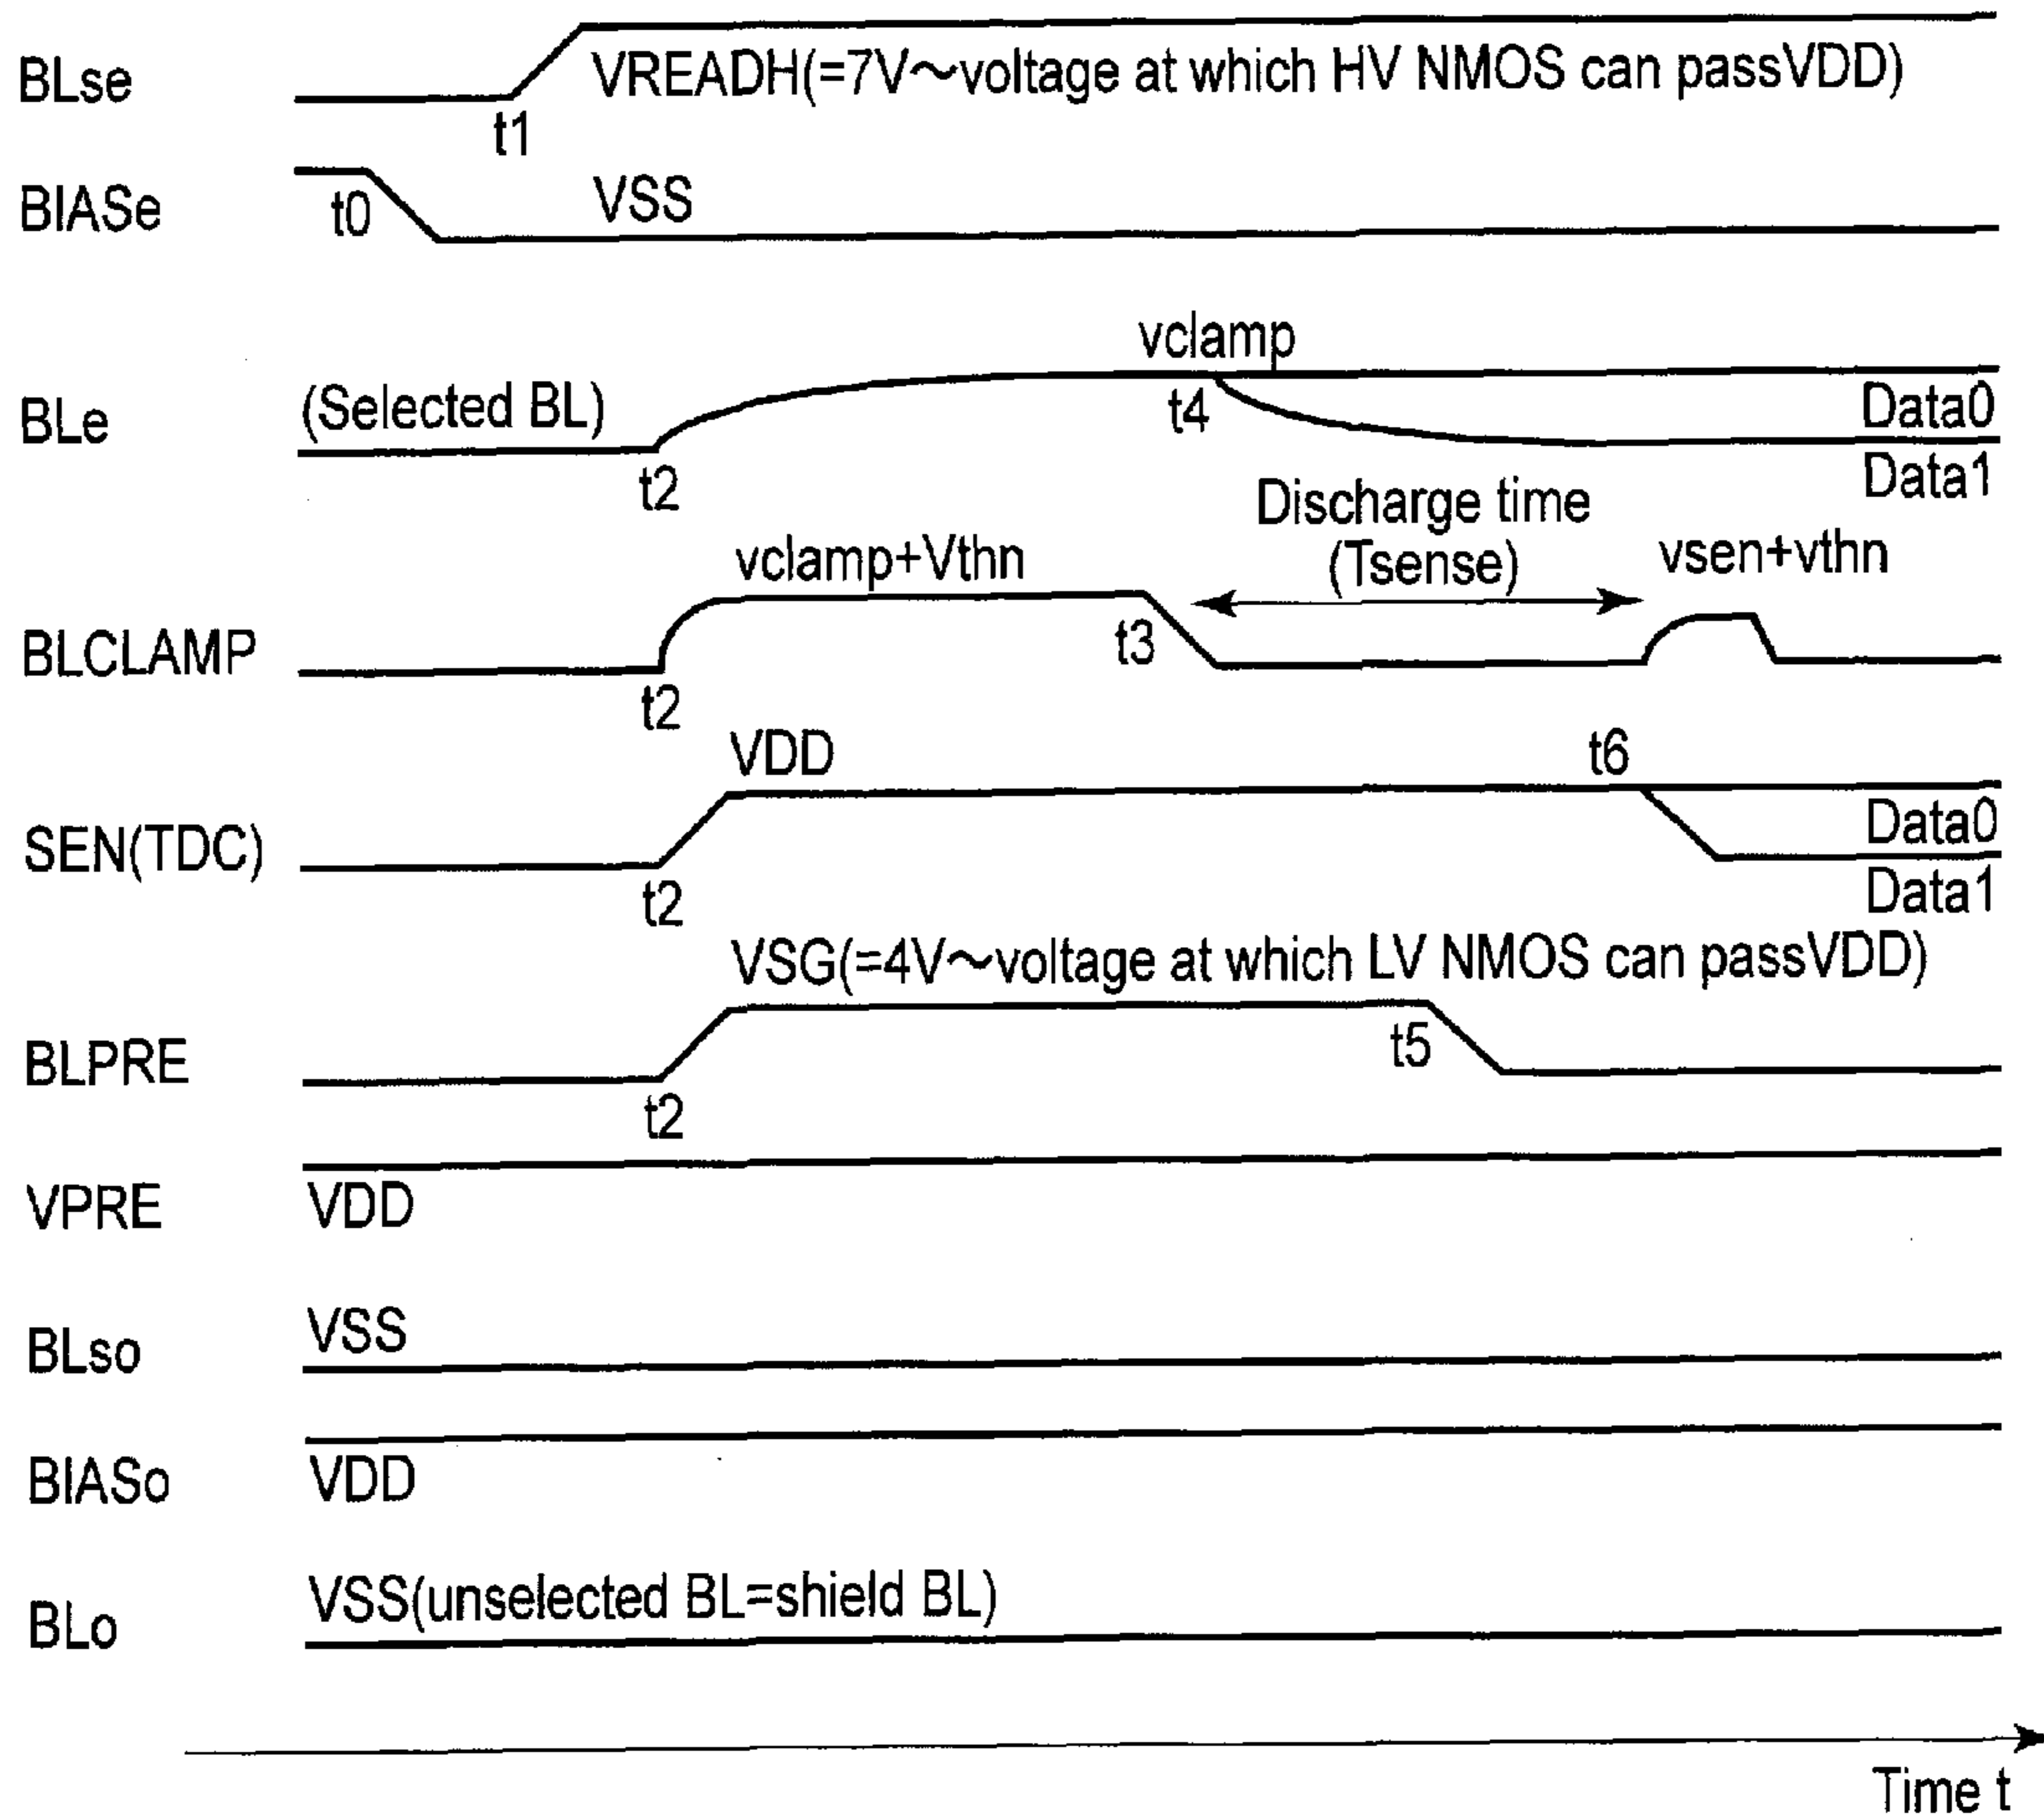 BLse
VREADH(=7V～voltage at which HV NMOS can passVDD)
t1
BIASe
t0
VSS
vclamp
BLe
(Selected BL)
t4
Data0
t2
Data1
Discharge time
(Tsense)
vclamp+Vthn
vsen+vthn
BLCLAMP
t3
t2
VDD
t6
SEN(TDC)
Data0
t2
Data1
VSG(=4V～voltage at which LV NMOS can passVDD)
BLPRE
t5
t2
VPRE
VDD
BLso
VSS
BIASo
VDD
BLo
VSS(unselected BL=shield BL)
Time t